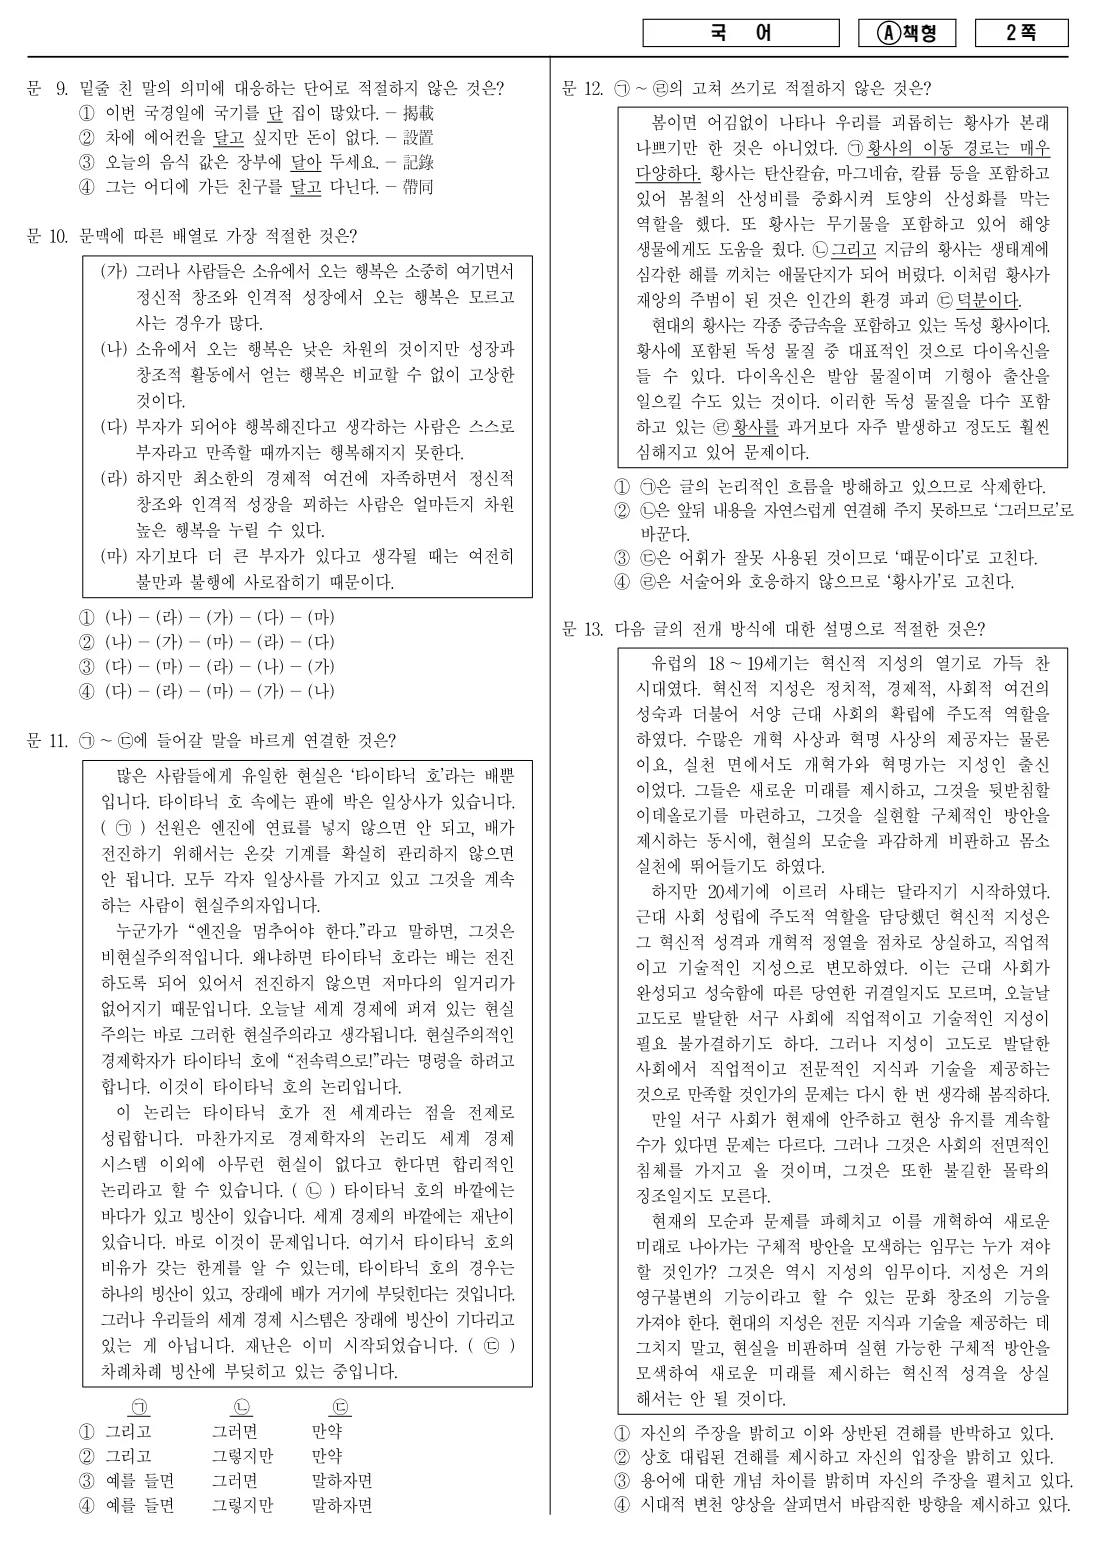 국 어
Ⓐ책형
2쪽
문 9. 밑줄 친 말의 의미에 대응하는 단어로 적절하지 않은 것은?
① 이번 국경일에 국기를 단 집이 많았다. - 揭載
② 차에 에어컨을 달고 싶지만 돈이 없다. - 設置
③ 오늘의 음식 값은 장부에 달아 두세요. - 記錄
④ 그는 어디에 가든 친구를 달고 다닌다. - 帶同
문 10. 문맥에 따른 배열로 가장 적절한 것은?
(가) 그러나 사람들은 소유에서 오는 행복은 소중히 여기면서
정신적 창조와 인격적 성장에서 오는 행복은 모르고
사는 경우가 많다.
(나) 소유에서 오는 행복은 낮은 차원의 것이지만 성장과
창조적 활동에서 얻는 행복은 비교할 수 없이 고상한
것이다.
(다) 부자가 되어야 행복해진다고 생각하는 사람은 스스로
부자라고 만족할 때까지는 행복해지지 못한다.
(라) 하지만 최소한의 경제적 여건에 자족하면서 정신적
창조와 인격적 성장을 꾀하는 사람은 얼마든지 차원
높은 행복을 누릴 수 있다.
(마) 자기보다 더 큰 부자가 있다고 생각될 때는 여전히
불만과 불행에 사로잡히기 때문이다.
① (나) - (라) - (가) - (다) - (마)
② (나) - (가) - (마) - (라) - (다)
③ (다) - (마) - (라) - (나) - (가)
④ (다) - (라) - (마) - (가) - (나)
문 11. ㉠ ~ ㉢에 들어갈 말을 바르게 연결한 것은?
많은 사람들에게 유일한 현실은 ‘타이타닉 호’라는 배뿐
입니다. 타이타닉 호 속에는 판에 박은 일상사가 있습니다.
( ㉠ ) 선원은 엔진에 연료를 넣지 않으면 안 되고, 배가
전진하기 위해서는 온갖 기계를 확실히 관리하지 않으면
안 됩니다. 모두 각자 일상사를 가지고 있고 그것을 계속
하는 사람이 현실주의자입니다.
누군가가 “엔진을 멈추어야 한다.”라고 말하면, 그것은
비현실주의적입니다. 왜냐하면 타이타닉 호라는 배는 전진
하도록 되어 있어서 전진하지 않으면 저마다의 일거리가
없어지기 때문입니다. 오늘날 세계 경제에 퍼져 있는 현실
주의는 바로 그러한 현실주의라고 생각됩니다. 현실주의적인
경제학자가 타이타닉 호에 “전속력으로!”라는 명령을 하려고
합니다. 이것이 타이타닉 호의 논리입니다.
이 논리는 타이타닉 호가 전 세계라는 점을 전제로
성립합니다. 마찬가지로 경제학자의 논리도 세계 경제
시스템 이외에 아무런 현실이 없다고 한다면 합리적인
논리라고 할 수 있습니다. ( ㉡ ) 타이타닉 호의 바깥에는
바다가 있고 빙산이 있습니다. 세계 경제의 바깥에는 재난이
있습니다. 바로 이것이 문제입니다. 여기서 타이타닉 호의
비유가 갖는 한계를 알 수 있는데, 타이타닉 호의 경우는
하나의 빙산이 있고, 장래에 배가 거기에 부딪힌다는 것입니다.
그러나 우리들의 세계 경제 시스템은 장래에 빙산이 기다리고
있는 게 아닙니다. 재난은 이미 시작되었습니다. ( ㉢ )
차례차례 빙산에 부딪히고 있는 중입니다.
㉠ ㉡ ㉢
① 그리고 그러면 만약
② 그리고 그렇지만 만약
③ 예를 들면 그러면 말하자면
④ 예를 들면 그렇지만 말하자면
문 12. ㉠ ~ ㉣의 고쳐 쓰기로 적절하지 않은 것은?
봄이면 어김없이 나타나 우리를 괴롭히는 황사가 본래
나쁘기만 한 것은 아니었다. ㉠ 황사의 이동 경로는 매우
다양하다. 황사는 탄산칼슘, 마그네슘, 칼륨 등을 포함하고
있어 봄철의 산성비를 중화시켜 토양의 산성화를 막는
역할을 했다. 또 황사는 무기물을 포함하고 있어 해양
생물에게도 도움을 줬다. ㉡ 그리고 지금의 황사는 생태계에
심각한 해를 끼치는 애물단지가 되어 버렸다. 이처럼 황사가
재앙의 주범이 된 것은 인간의 환경 파괴 ㉢ 덕분이다.
현대의 황사는 각종 중금속을 포함하고 있는 독성 황사이다.
황사에 포함된 독성 물질 중 대표적인 것으로 다이옥신을
들 수 있다. 다이옥신은 발암 물질이며 기형아 출산을
일으킬 수도 있는 것이다. 이러한 독성 물질을 다수 포함
하고 있는 ㉣ 황사를 과거보다 자주 발생하고 정도도 훨씬
심해지고 있어 문제이다.
① ㉠은 글의 논리적인 흐름을 방해하고 있으므로 삭제한다.
② ㉡은 앞뒤 내용을 자연스럽게 연결해 주지 못하므로 ‘그러므로’로
바꾼다.
③ ㉢은 어휘가 잘못 사용된 것이므로 ‘때문이다’로 고친다.
④ ㉣은 서술어와 호응하지 않으므로 ‘황사가’로 고친다.
문 13. 다음 글의 전개 방식에 대한 설명으로 적절한 것은?
유럽의 18 ~ 19세기는 혁신적 지성의 열기로 가득 찬
시대였다. 혁신적 지성은 정치적, 경제적, 사회적 여건의
성숙과 더불어 서양 근대 사회의 확립에 주도적 역할을
하였다. 수많은 개혁 사상과 혁명 사상의 제공자는 물론
이요, 실천 면에서도 개혁가와 혁명가는 지성인 출신
이었다. 그들은 새로운 미래를 제시하고, 그것을 뒷받침할
이데올로기를 마련하고, 그것을 실현할 구체적인 방안을
제시하는 동시에, 현실의 모순을 과감하게 비판하고 몸소
실천에 뛰어들기도 하였다.
하지만 20세기에 이르러 사태는 달라지기 시작하였다.
근대 사회 성립에 주도적 역할을 담당했던 혁신적 지성은
그 혁신적 성격과 개혁적 정열을 점차로 상실하고, 직업적
이고 기술적인 지성으로 변모하였다. 이는 근대 사회가
완성되고 성숙함에 따른 당연한 귀결일지도 모르며, 오늘날
고도로 발달한 서구 사회에 직업적이고 기술적인 지성이
필요 불가결하기도 하다. 그러나 지성이 고도로 발달한
사회에서 직업적이고 전문적인 지식과 기술을 제공하는
것으로 만족할 것인가의 문제는 다시 한 번 생각해 봄직하다.
만일 서구 사회가 현재에 안주하고 현상 유지를 계속할
수가 있다면 문제는 다르다. 그러나 그것은 사회의 전면적인
침체를 가지고 올 것이며, 그것은 또한 불길한 몰락의
징조일지도 모른다.
현재의 모순과 문제를 파헤치고 이를 개혁하여 새로운
미래로 나아가는 구체적 방안을 모색하는 임무는 누가 져야
할 것인가? 그것은 역시 지성의 임무이다. 지성은 거의
영구불변의 기능이라고 할 수 있는 문화 창조의 기능을
가져야 한다. 현대의 지성은 전문 지식과 기술을 제공하는 데
그치지 말고, 현실을 비판하며 실현 가능한 구체적 방안을
모색하여 새로운 미래를 제시하는 혁신적 성격을 상실
해서는 안 될 것이다.
① 자신의 주장을 밝히고 이와 상반된 견해를 반박하고 있다.
② 상호 대립된 견해를 제시하고 자신의 입장을 밝히고 있다.
③ 용어에 대한 개념 차이를 밝히며 자신의 주장을 펼치고 있다.
④ 시대적 변천 양상을 살피면서 바람직한 방향을 제시하고 있다.